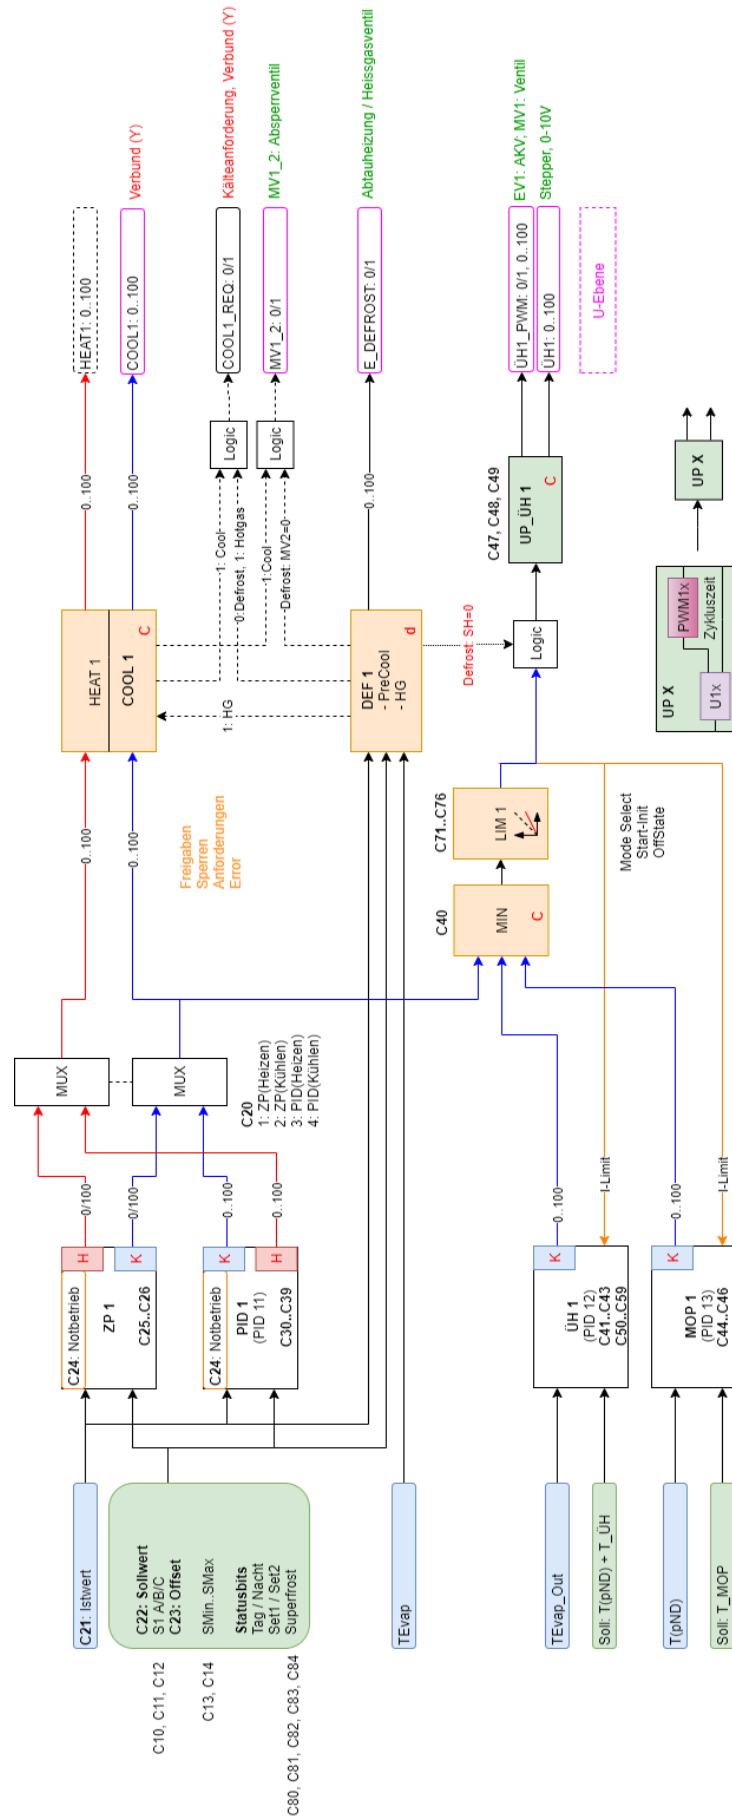 C21: Istwert
C22: Sollwert
S1 A/B/C
C23: Offset
SMin..SMax
Statusbits
Tag / Nacht
Set1 / Set2
Superfrost
C10, C11, C12
C13, C14
C80, C81, C82, C83, C84
TEvap
TEvap_Out
Soll: T(pND) + T_ÜH
T(pND)
Soll: T_MOP
C24: Notbetrieb
H
ZP 1
K
C25..C26
C24: Notbetrieb
K
PID 1
(PID 11)
H
C30..C39
K
ÜH 1
(PID 12)
C41..C43
C50..C59
K
MOP 1
(PID 13)
C44..C46
0/100
0/100
0..100
0..100
0..100
I-Limit
0..100
I-Limit
MUX
MUX
C20
1: ZP(Heizen)
2: ZP(Kühlen)
3: PID(Heizen)
4: PID(Kühlen)
Freigaben
Sperren
Anforderungen
Error
0..100
0..100
C40
MIN
C
C71..C76
LIM 1
Mode Select
Start-Init
OffState
HEAT 1
COOL 1
C
1: HG
DEF 1
- PreCool
- HG
d
1: Cool
0:Defrost, 1: Hotgas
1:Cool
Defrost: MV2=0
Defrost: SH=0
Logic
Logic
Logic
C47, C48, C49
UP_ÜH 1
C
UP X
PWM1x
Zykluszeit
U1x
UP X
0..100
0..100
0..100
HEAT1: 0..100
COOL1: 0..100
COOL1_REQ: 0/1
MV1_2: 0/1
E_DEFROST: 0/1
ÜH1_PWM: 0/1, 0..100
ÜH1: 0..100
U-Ebene
Verbund (Y)
Kälteanforderung, Verbund (Y)
MV1_2: Absperrventil
Abtauheizung / Heissgasventil
EV1: AKV; MV1: Ventil
Stepper, 0-10V